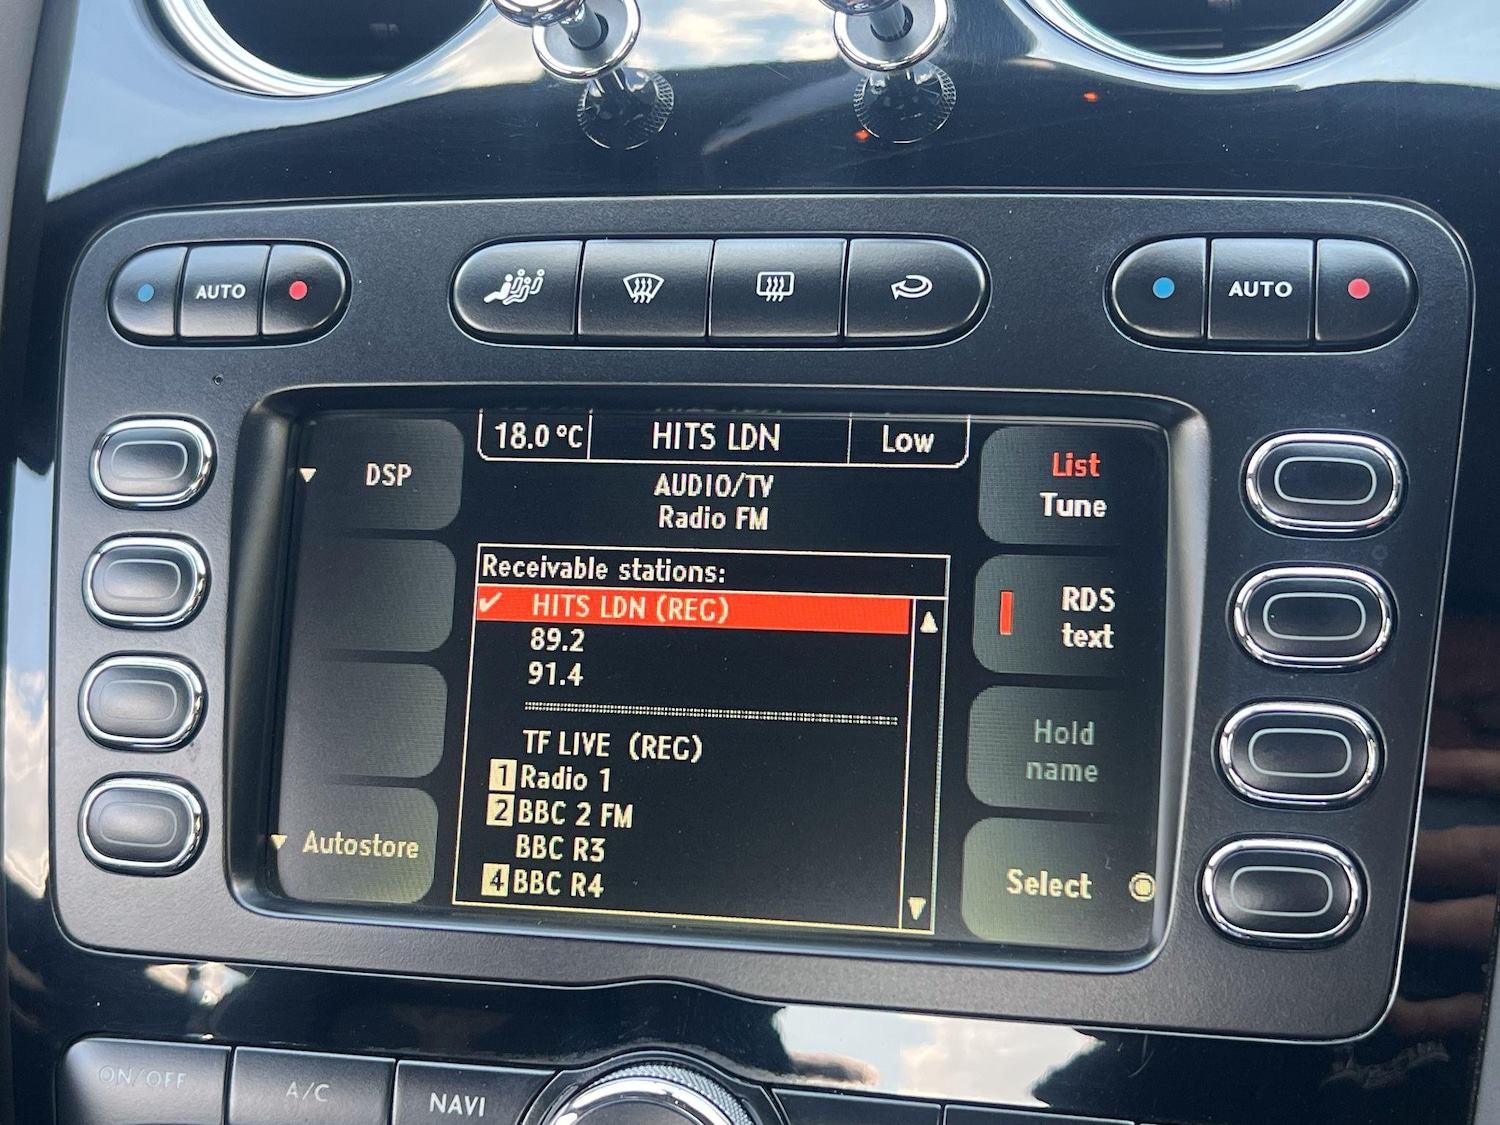 AUTO
AUTO
18.0 °C HITS LDN Low
AUDIO/TV
Radio FM
DSP
Autostore
Receivable stations:
✔ HITS LDN (REG)
89.2
91.4
TF LIVE (REG)
1 Radio 1
2 BBC 2 FM
BBC R3
4 BBC R4
List
Tune
RDS
text
Hold
name
Select
ON/OFF
A/C
NAVI